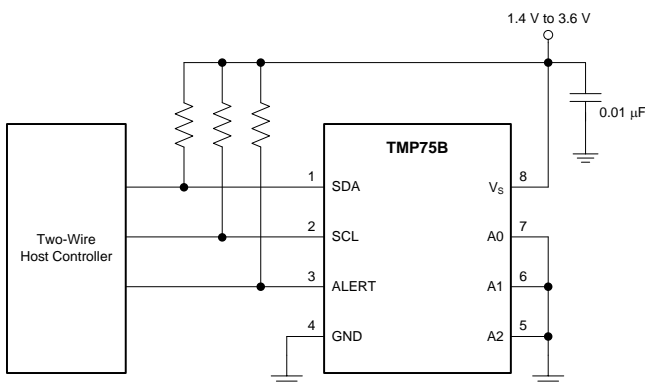 1.4 V to 3.6 V
0.01 μF
TMP75B
Two-Wire
Host Controller
1 SDA
2 SCL
3 ALERT
4 GND
VS 8
A0 7
A1 6
A2 5